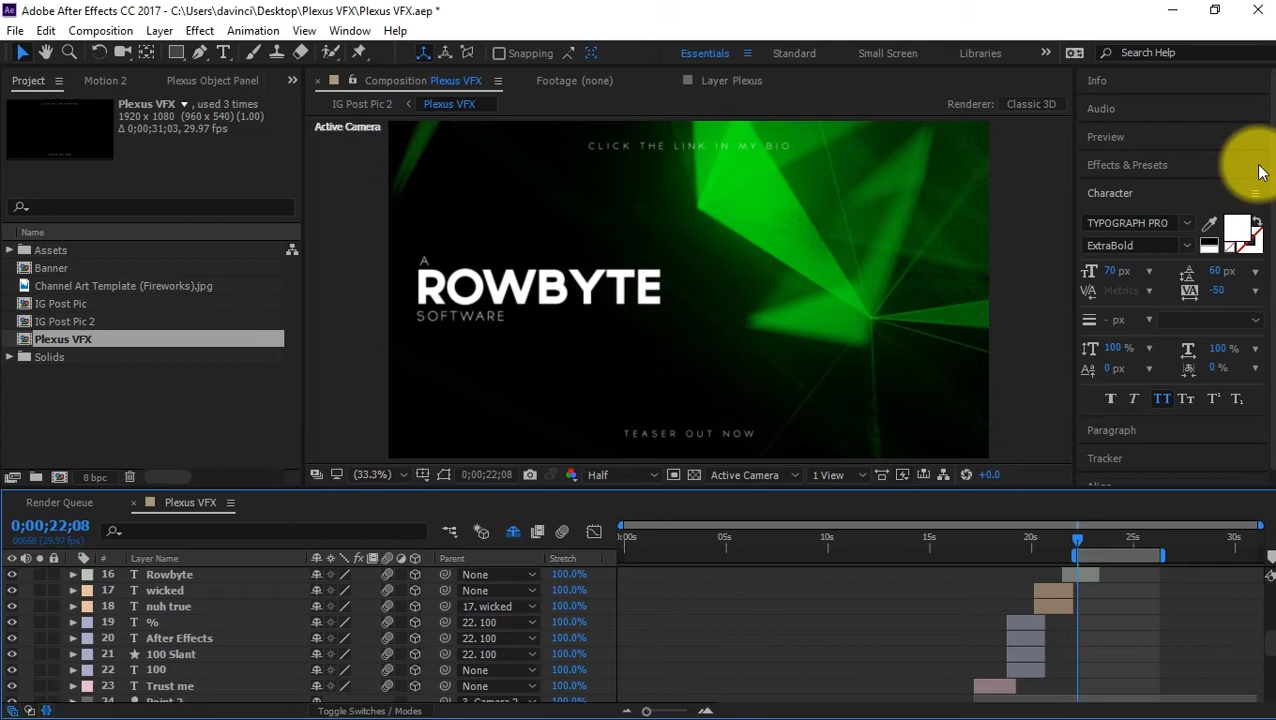 Adobe After Effects CC 2017 - C:\Users\davinci\Desktop\Plexus VFX\Plexus VFX.aep *
File Edit Composition Layer Effect Animation View Window Help
Snapping Essentials Standard Small Screen Libraries Search Help
Project Motion 2 Plexus Object Panel Composition Plexus VFX Footage (none) Layer Plexus Info
Plexus VFX , used 3 times
1920 x 1080 (960 x 540) (1.00)
Δ 0;00;31;03, 29.97 fps
IG Post Pic 2 Plexus VFX Renderer: Classic 3D
Active Camera
Audio
Preview
Effects & Presets
Character
CLICK THE LINK IN MY BIO
A
ROWBYTE
SOFTWARE
TEASER OUT NOW
Name
Assets
Banner
Channel Art Template (Fireworks).jpg
IG Post Pic
IG Post Pic 2
Plexus VFX
Solids
TYPOGRAPH PRO
ExtraBold
70 px 60 px
Metrics -50
- px
100 % 100 %
0 px 0 %
Paragraph
Tracker
8 bpc (33.3%) 0;00;22;08 Half Active Camera 1 View +0.0
Render Queue Plexus VFX
0;00;22;08
00668 (29.97 fps)
# Layer Name Parent Stretch
:00s 05s 10s 15s 20s 25s 30s
16 T Rowbyte None 100.0%
17 T wicked None 100.0%
18 T nuh true 17. wicked 100.0%
19 T % 22. 100 100.0%
20 T After Effects 22. 100 100.0%
21 100 Slant 22. 100 100.0%
22 T 100 None 100.0%
23 T Trust me None 100.0%
Toggle Switches / Modes